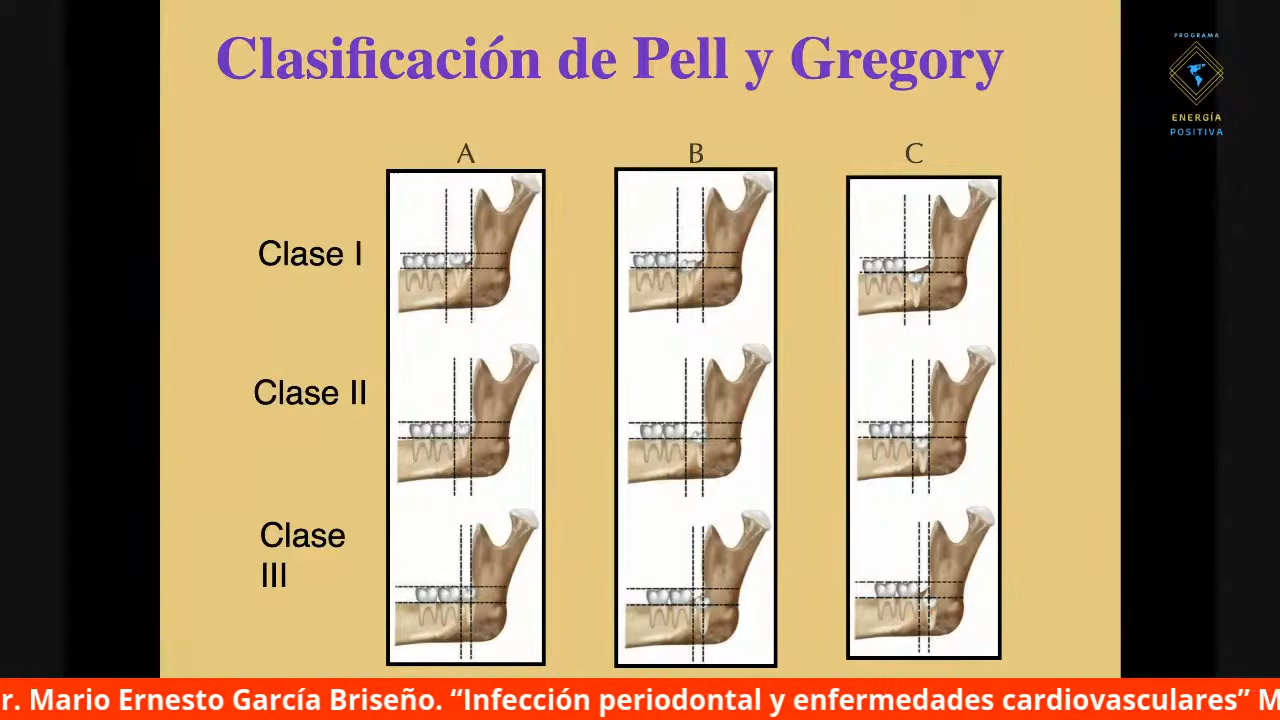 Clasificación de Pell y Gregory
PROGRAMA
ENERGÍA
POSITIVA
A
B
C
Clase I
Clase II
Clase
III
r. Mario Ernesto García Briseño. “Infección periodontal y enfermedades cardiovasculares” M